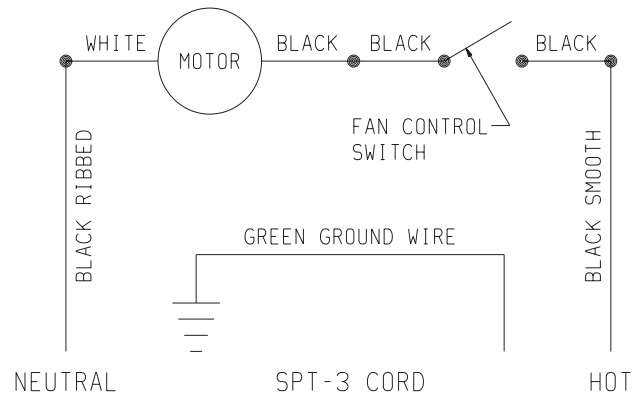 WHITE
MOTOR
BLACK
BLACK
BLACK
FAN CONTROL
SWITCH
BLACK RIBBED
BLACK SMOOTH
GREEN GROUND WIRE
NEUTRAL
SPT-3 CORD
HOT